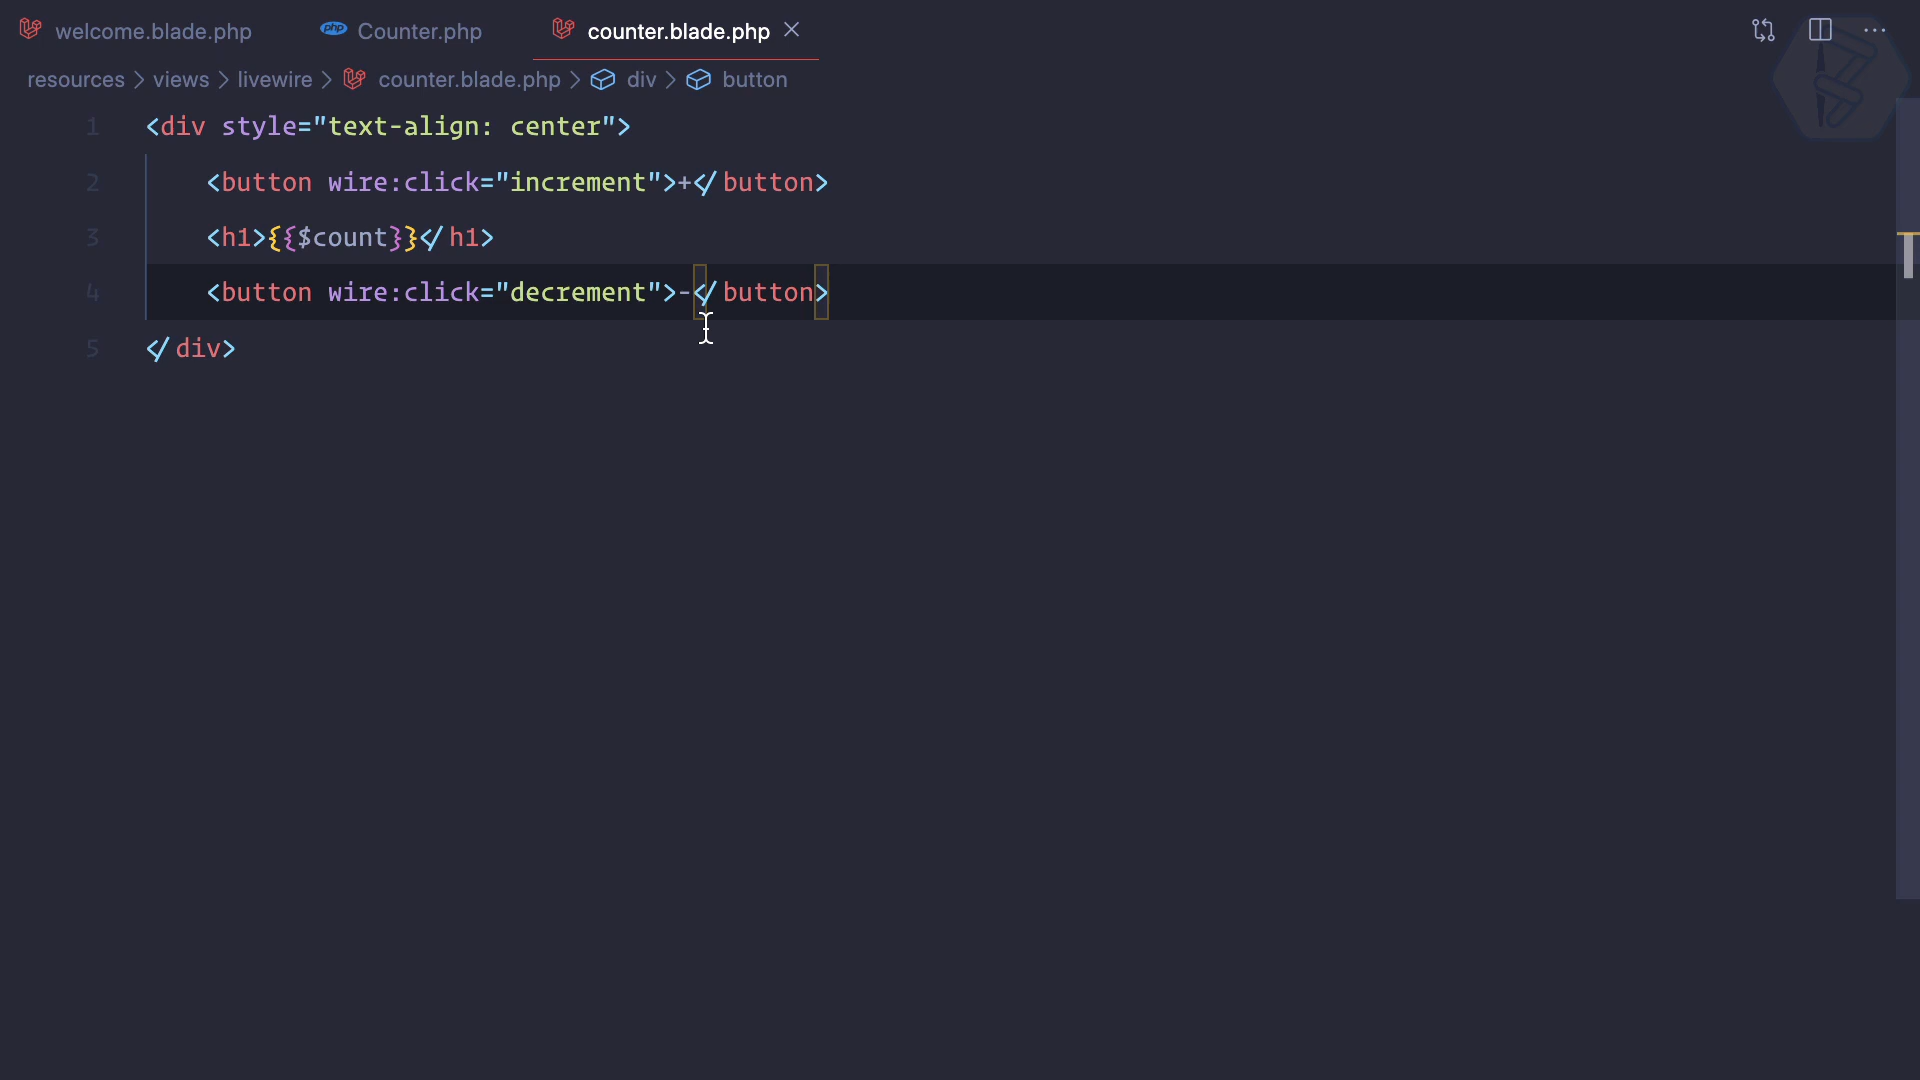 welcome.blade.php Counter.php counter.blade.php
resources > views > livewire > counter.blade.php > div > button
1 <div style="text-align: center">
2 <button wire:click="increment">+</button>
3 <h1>{{$count}}</h1>
4 <button wire:click="decrement">-</button>
5 </div>